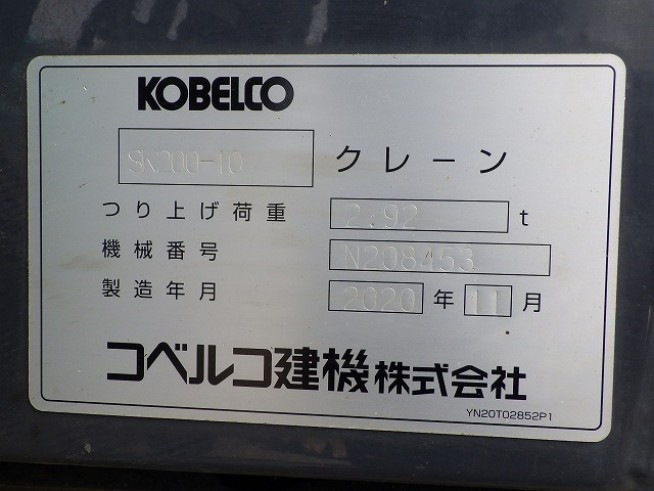 KOBELCO
SK200-10 クレーン
つり上げ荷重 2.92 t
機械番号 N208453
製造年月 2020 年 11 月
コベルコ建機株式会社
YN20T02852P1